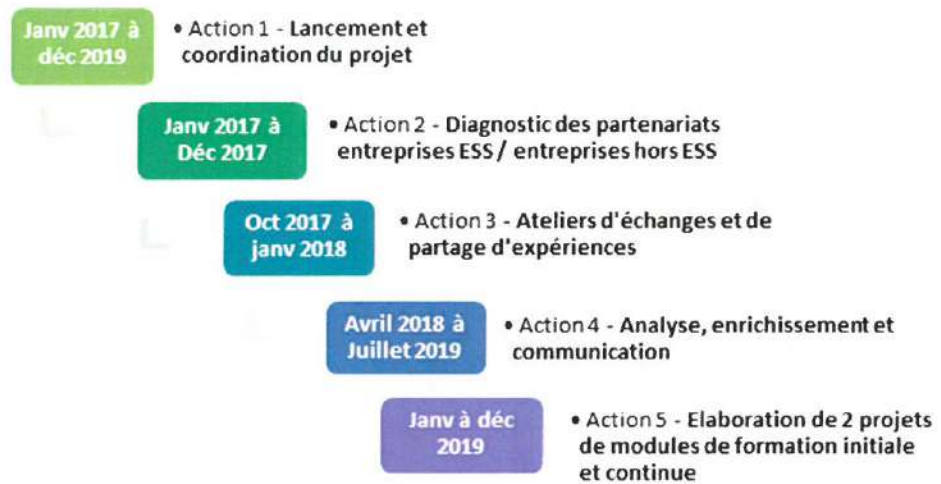 Janv 2017 à
déc 2019
• Action 1 - Lancement et
coordination du projet
Janv 2017 à
Déc 2017
• Action 2 - Diagnostic des partenariats
entreprises ESS / entreprises hors ESS
Oct 2017 à
janv 2018
• Action 3 - Ateliers d'échanges et de
partage d'expériences
Avril 2018 à
Juillet 2019
• Action 4 - Analyse, enrichissement et
communication
Janv à déc
2019
• Action 5 - Elaboration de 2 projets
de modules de formation initiale
et continue